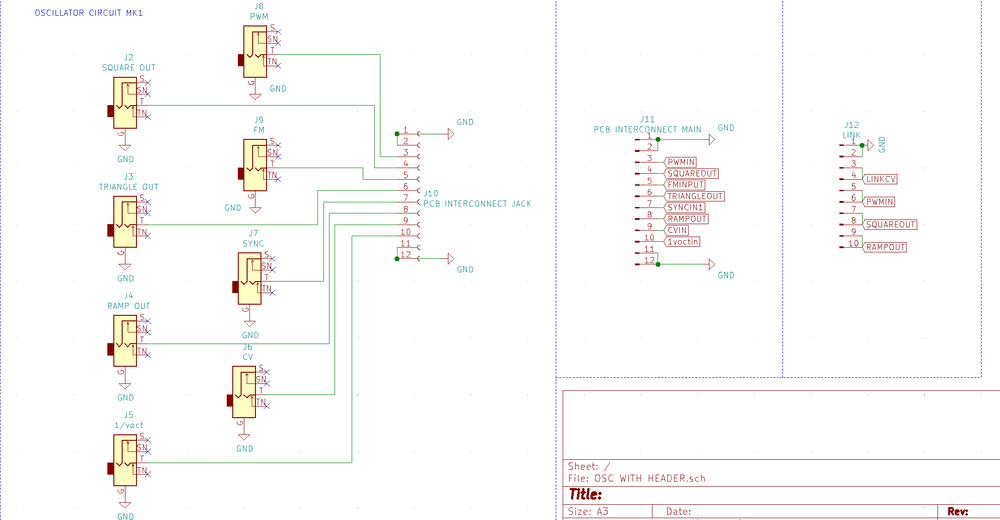 OSCILLATOR CIRCUIT MK1
J8
PWM
S
SN
T
TN
G
GND
J2
SQUARE OUT
S
SN
T
TN
G
GND
J9
FM
S
SN
T
TN
G
GND
J3
TRIANGLE OUT
S
SN
T
TN
G
GND
J7
SYNC
S
SN
T
TN
G
GND
J4
RAMP OUT
S
SN
T
TN
G
GND
J6
CV
S
SN
T
TN
G
GND
J5
1/voct
S
SN
T
TN
G
GND
GND
1
2
3
4
5
6
7
8
9
10
11
12
J10
PCB INTERCONNECT JACK
GND
J11
PCB INTERCONNECT MAIN
GND
1
2
3 PWMIN
4 SQUAREOUT
5 FMINPUT
6 TRIANGLEOUT
7 SYNCIN1
8 RAMPOUT
9 CVIN
10 1voctin
11
12
GND
J12
LINK
GND
1
2
3
4 LINKCV
5
6 PWMIN
7
8 SQUAREOUT
9
10 RAMPOUT
Sheet: /
File: OSC WITH HEADER.sch
Title:
Size: A3 Date: Rev: